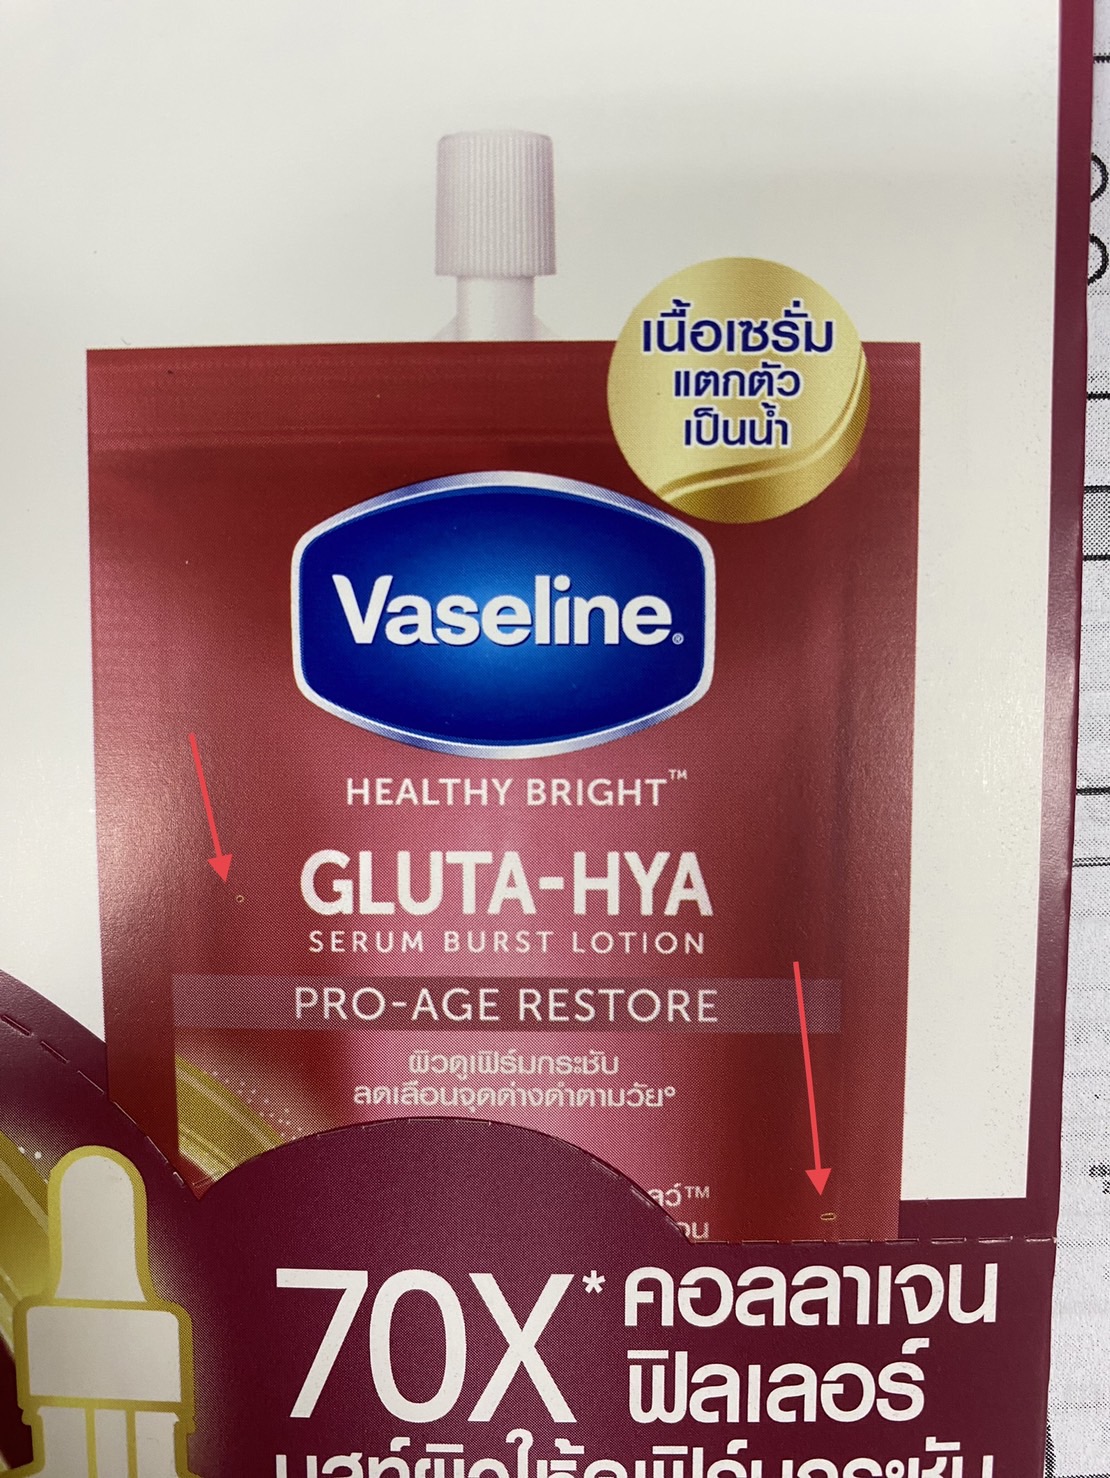 เนื้อเซรั่ม
แตกตัว
เป็นน้ำ
Vaseline®
HEALTHY BRIGHT™
GLUTA-HYA
SERUM BURST LOTION
PRO-AGE RESTORE
ผิวดูเฟิร์มกระชับ
ลดเลือนจุดด่างดำตามวัย°
70X* คอลลาเจน
ฟิลเลอร์